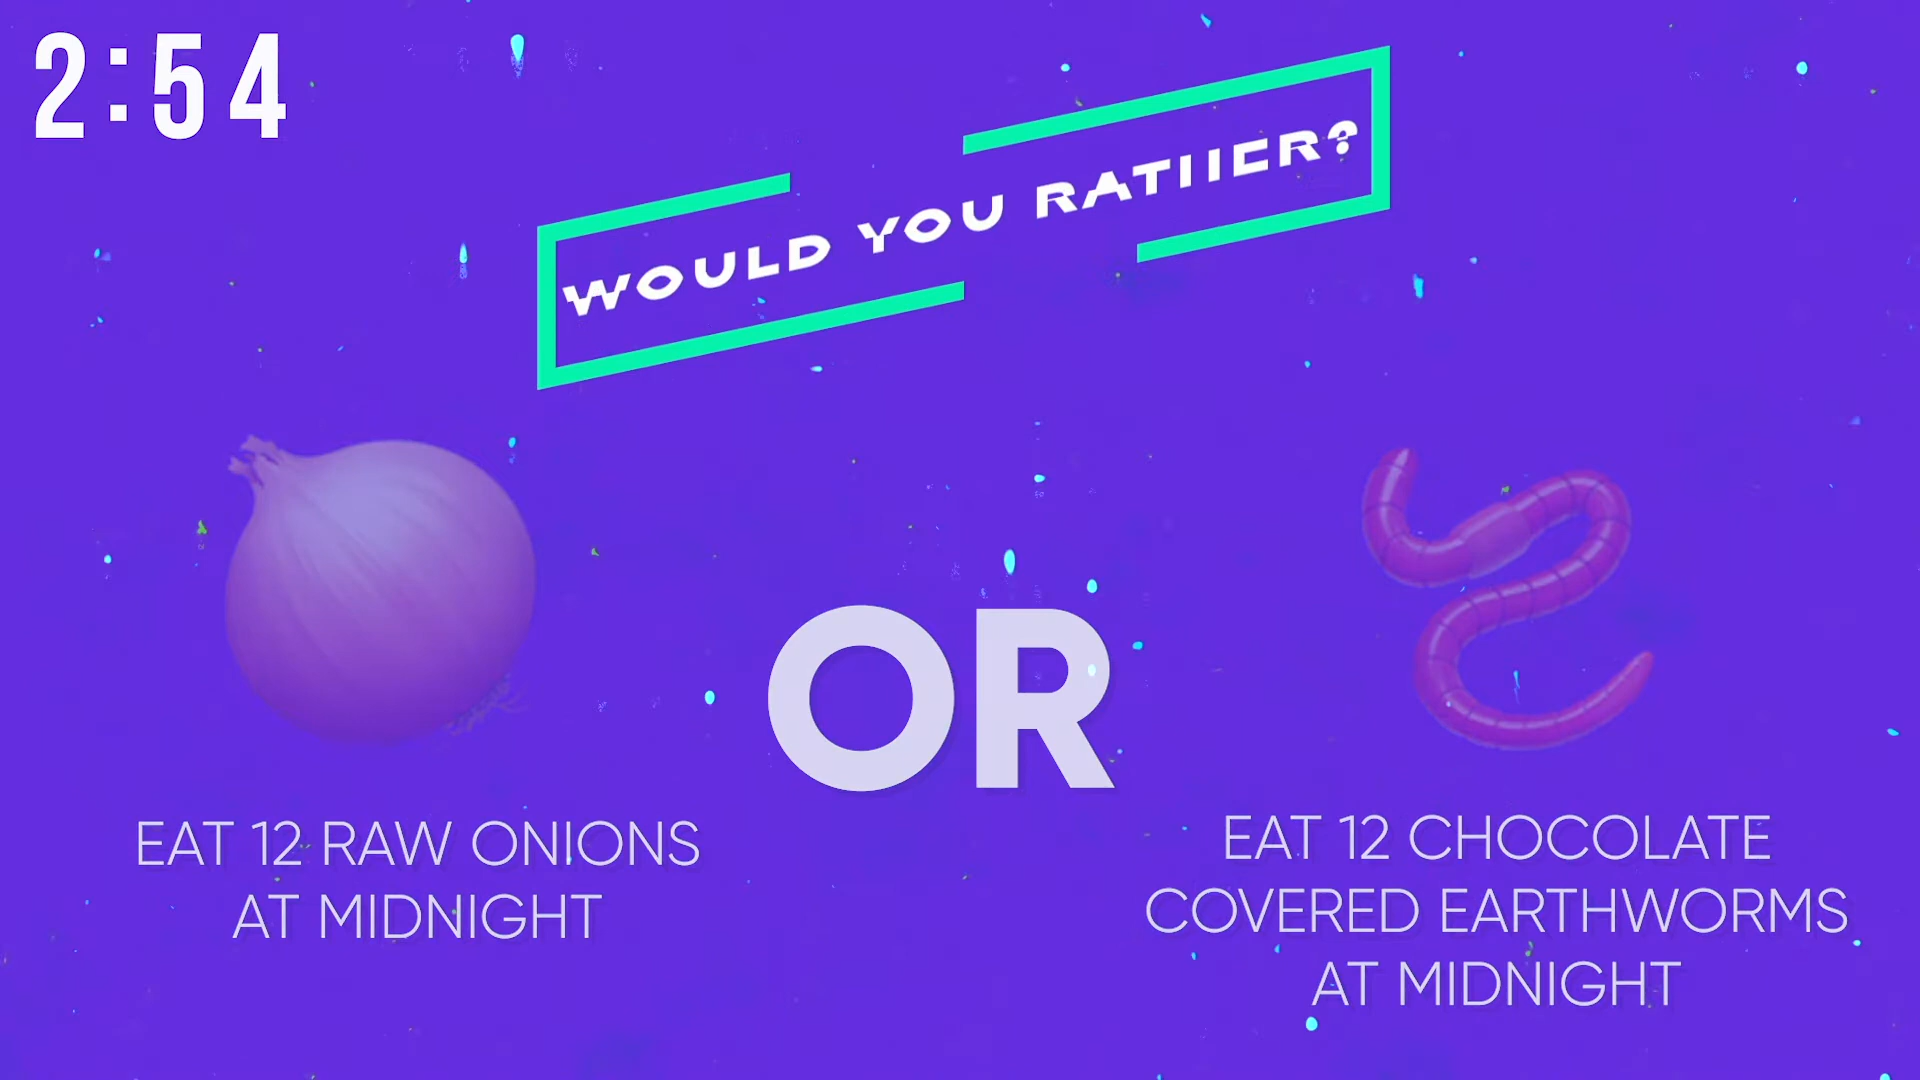 2:54
WOULD YOU RATHER?
OR
EAT 12 RAW ONIONS
AT MIDNIGHT
EAT 12 CHOCOLATE
COVERED EARTHWORMS
AT MIDNIGHT